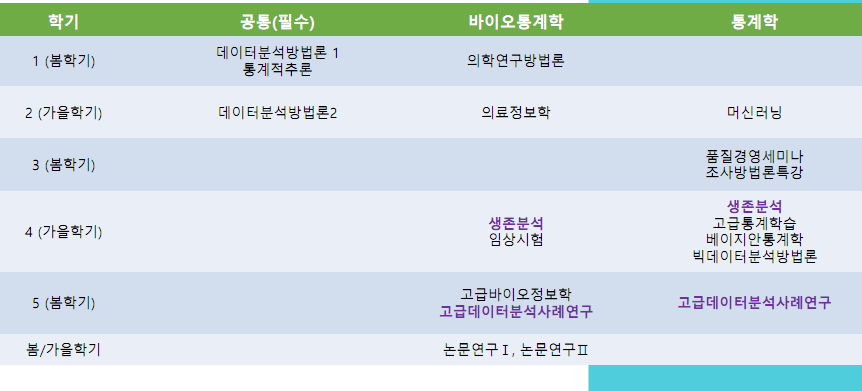 학기 공통(필수) 바이오통계학 통계학
1 (봄학기) 데이터분석방법론 1 의학연구방법론
통계적추론
2 (가을학기) 데이터분석방법론2 의료정보학 머신러닝
3 (봄학기) 품질경영세미나
조사방법론특강
4 (가을학기) 생존분석 생존분석
임상시험 고급통계학습
베이지안통계학
빅데이터분석방법론
5 (봄학기) 고급바이오정보학
고급데이터분석사례연구 고급데이터분석사례연구
봄/가을학기 논문연구Ⅰ, 논문연구Ⅱ